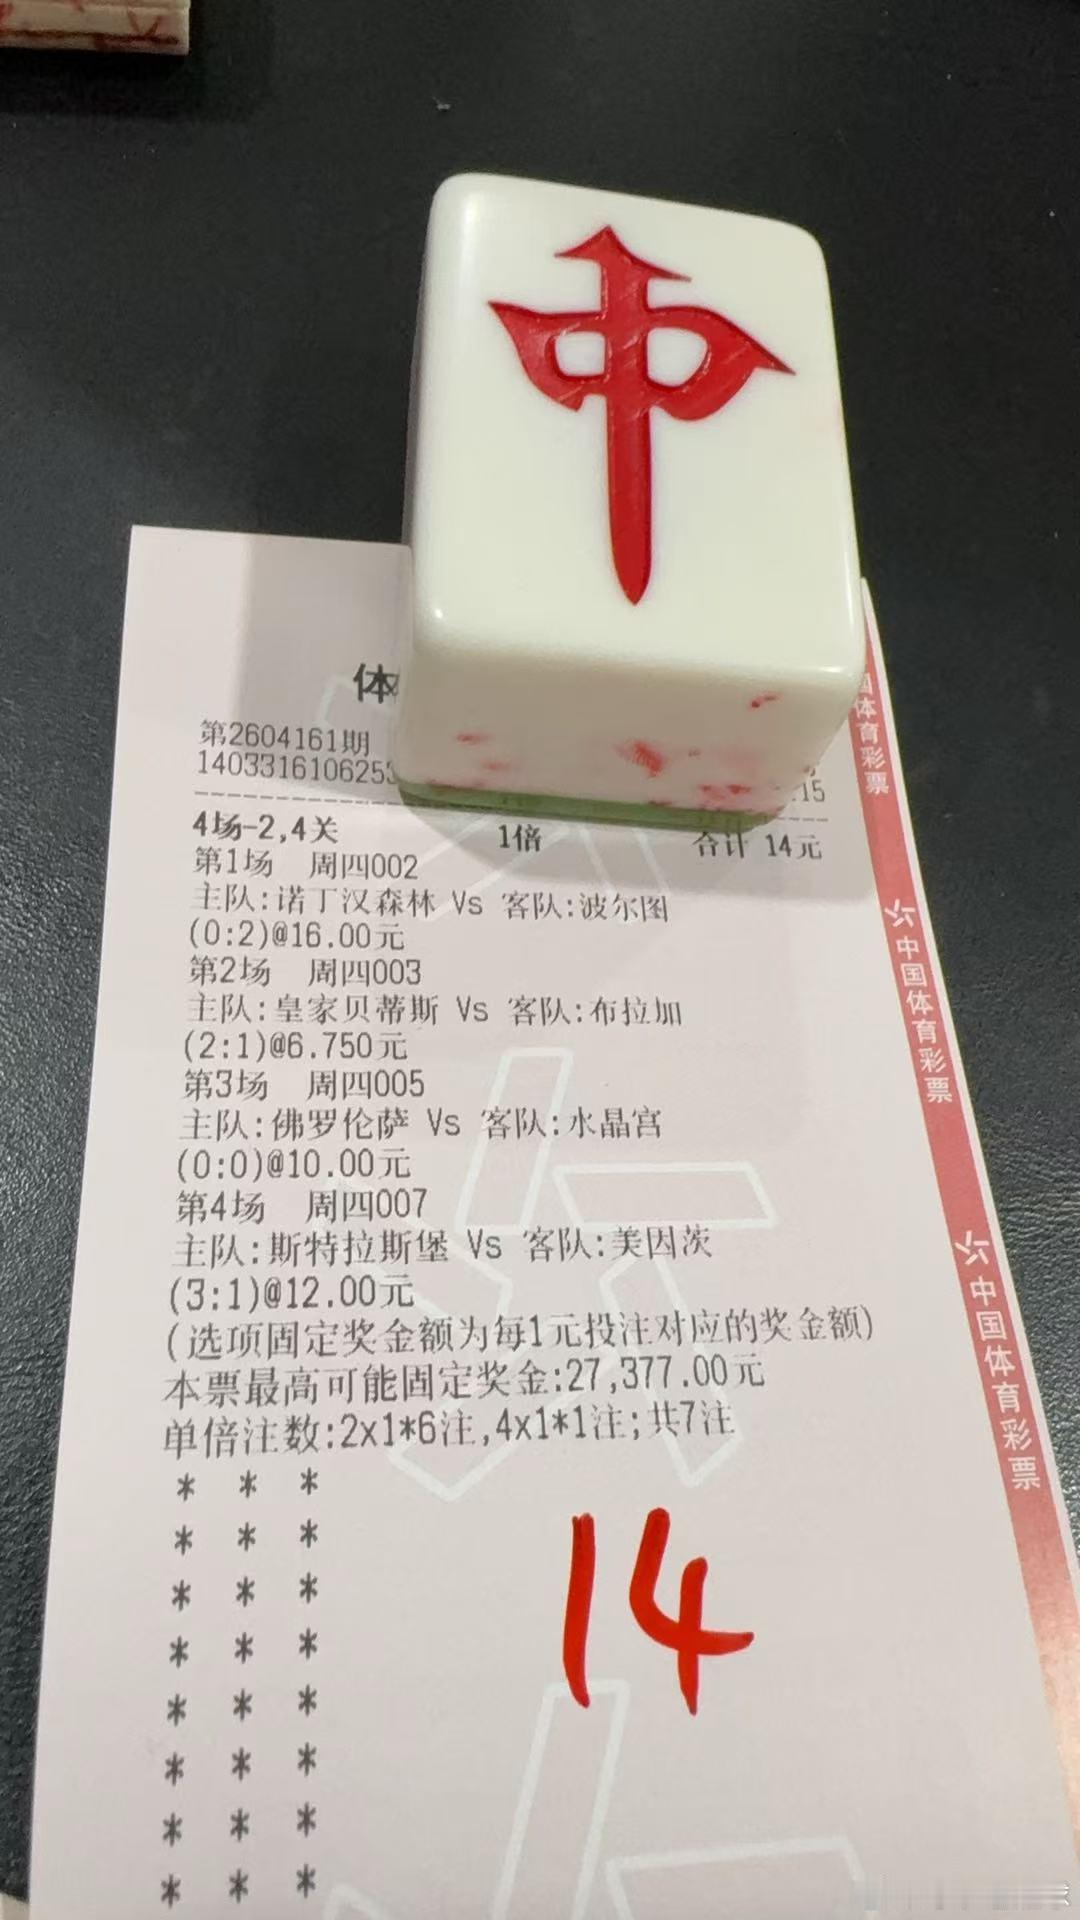 中
体
第2604161期
1403316106253
:15
4场-2,4关 1倍 合计 14元
第1场 周四002
主队:诺丁汉森林 Vs 客队:波尔图
(0:2)@16.00元
第2场 周四003
主队:皇家贝蒂斯 Vs 客队:布拉加
(2:1)@6.750元
第3场 周四005
主队:佛罗伦萨 Vs 客队:水晶宫
(0:0)@10.00元
第4场 周四007
主队:斯特拉斯堡 Vs 客队:美因茨
(3:1)@12.00元
(选项固定奖金额为每1元投注对应的奖金额)
本票最高可能固定奖金:27,377.00元
单倍注数:2x1*6注,4x1*1注;共7注
* * *
* * *
* * *
* * *
* * *
* * *
* * *
* * *
14
国体育彩票
中国体育彩票
中国体育彩票